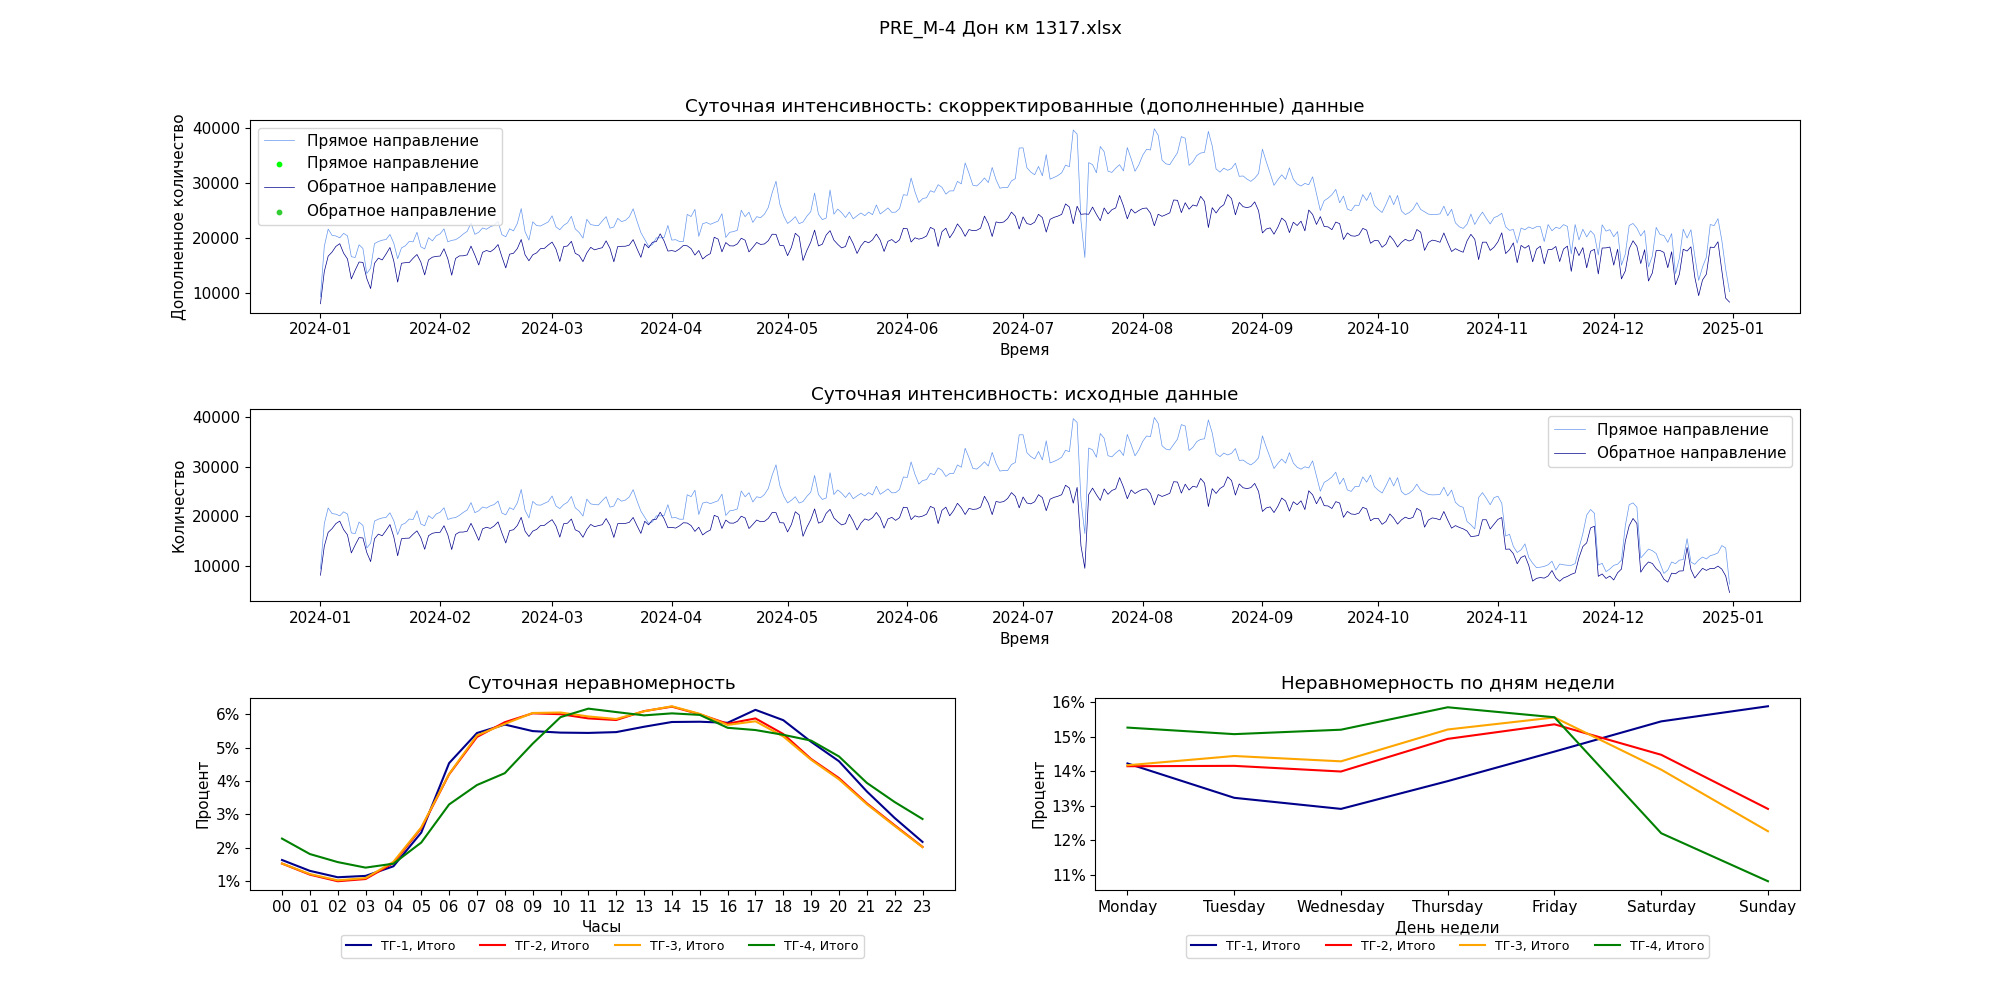 PRE_M-4 Дон км 1317.xlsx
Суточная интенсивность: скорректированные (дополненные) данные
Дополненное количество
40000
30000
20000
10000
Прямое направление
Прямое направление
Обратное направление
Обратное направление
2024-01 2024-02 2024-03 2024-04 2024-05 2024-06 2024-07 2024-08 2024-09 2024-10 2024-11 2024-12 2025-01
Время
Суточная интенсивность: исходные данные
Количество
40000
30000
20000
10000
Прямое направление
Обратное направление
2024-01 2024-02 2024-03 2024-04 2024-05 2024-06 2024-07 2024-08 2024-09 2024-10 2024-11 2024-12 2025-01
Время
Суточная неравномерность
Процент
6%
5%
4%
3%
2%
1%
00 01 02 03 04 05 06 07 08 09 10 11 12 13 14 15 16 17 18 19 20 21 22 23
Часы
ТГ-1, Итого ТГ-2, Итого ТГ-3, Итого ТГ-4, Итого
Неравномерность по дням недели
Процент
16%
15%
14%
13%
12%
11%
Monday Tuesday Wednesday Thursday Friday Saturday Sunday
День недели
ТГ-1, Итого ТГ-2, Итого ТГ-3, Итого ТГ-4, Итого